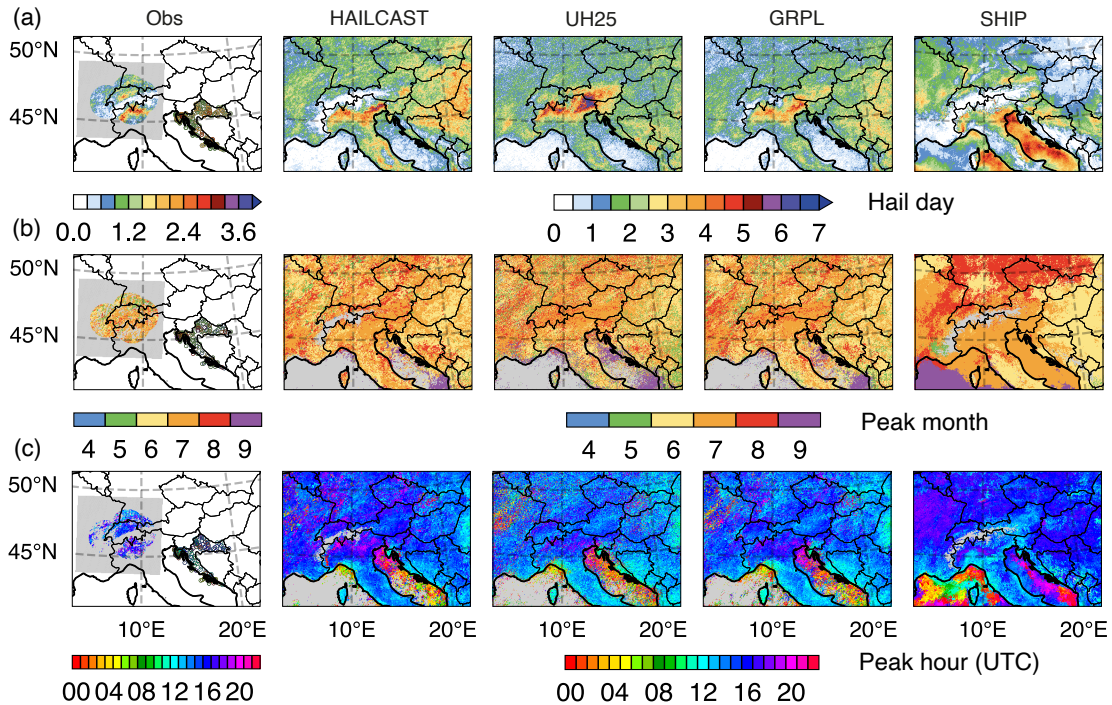 (a) Obs HAILCAST UH25 GRPL SHIP
50°N
45°N
0.0 1.2 2.4 3.6
0 1 2 3 4 5 6 7
Hail day
(b)
50°N
45°N
4 5 6 7 8 9
4 5 6 7 8 9
Peak month
(c)
50°N
45°N
10°E 20°E 10°E 20°E 10°E 20°E 10°E 20°E 10°E 20°E
00 04 08 12 16 20
00 04 08 12 16 20
Peak hour (UTC)